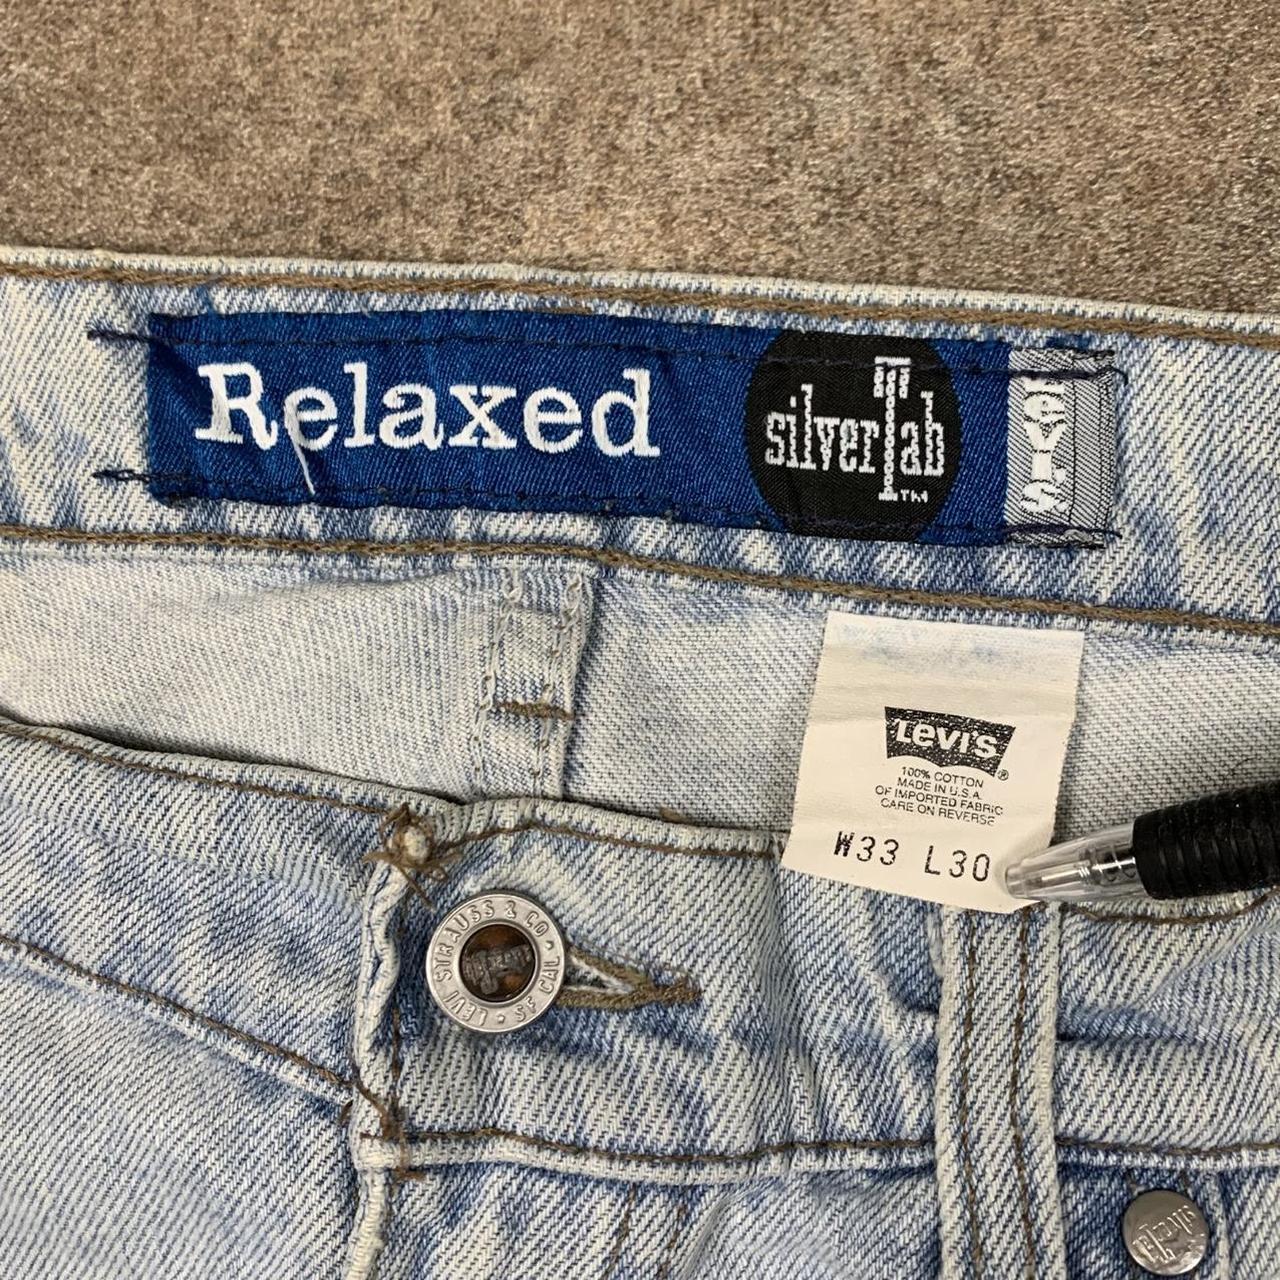 Relaxed
silverTab
™
Levi's
LEVI'S
®
100% COTTON
MADE IN U.S.A.
OF IMPORTED FABRIC
CARE ON REVERSE
W33 L30
LEVI STRAUSS & CO • SF CAL •